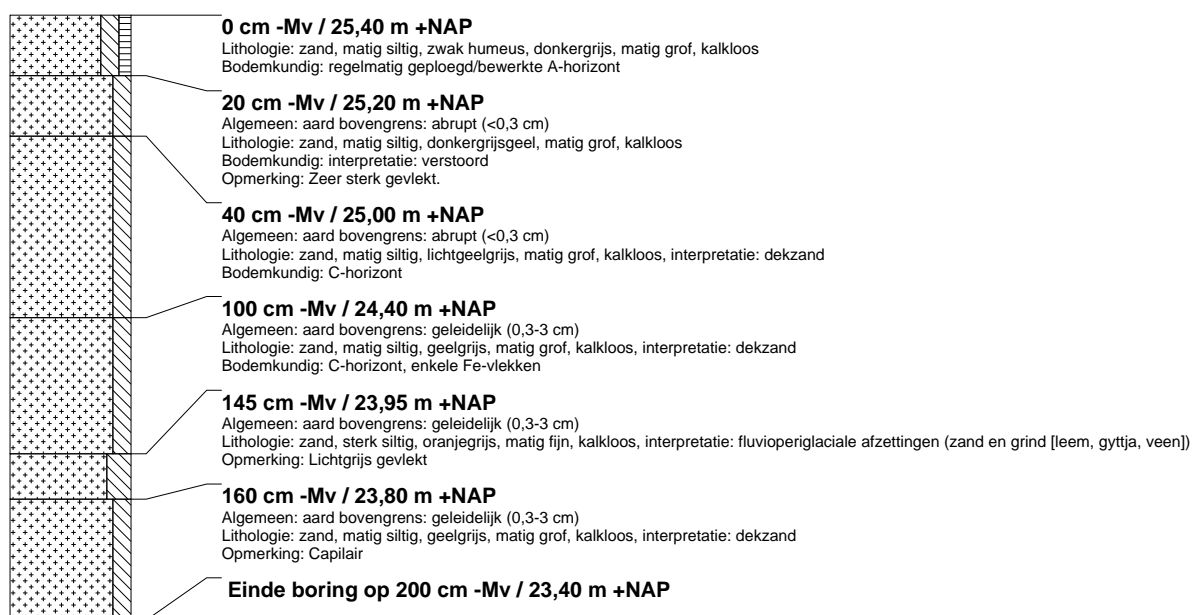 0 cm -Mv / 25,40 m +NAP
Lithologie: zand, matig siltig, zwak humeus, donkergrijs, matig grof, kalkloos
Bodemkundig: regelmatig geploegd/bewerkte A-horizont
20 cm -Mv / 25,20 m +NAP
Algemeen: aard bovengrens: abrupt (<0,3 cm)
Lithologie: zand, matig siltig, donkergrijsgeel, matig grof, kalkloos
Bodemkundig: interpretatie: verstoord
Opmerking: Zeer sterk gevlekt.
40 cm -Mv / 25,00 m +NAP
Algemeen: aard bovengrens: abrupt (<0,3 cm)
Lithologie: zand, matig siltig, lichtgeelgrijs, matig grof, kalkloos, interpretatie: dekzand
Bodemkundig: C-horizont
100 cm -Mv / 24,40 m +NAP
Algemeen: aard bovengrens: geleidelijk (0,3-3 cm)
Lithologie: zand, matig siltig, geelgrijs, matig grof, kalkloos, interpretatie: dekzand
Bodemkundig: C-horizont, enkele Fe-vlekken
145 cm -Mv / 23,95 m +NAP
Algemeen: aard bovengrens: geleidelijk (0,3-3 cm)
Lithologie: zand, sterk siltig, oranjegrijs, matig fijn, kalkloos, interpretatie: fluvioperiglaciale afzettingen (zand en grind [leem, gyttja, veen])
Opmerking: Lichtgrijs gevlekt
160 cm -Mv / 23,80 m +NAP
Algemeen: aard bovengrens: geleidelijk (0,3-3 cm)
Lithologie: zand, matig siltig, geelgrijs, matig grof, kalkloos, interpretatie: dekzand
Opmerking: Capilair
Einde boring op 200 cm -Mv / 23,40 m +NAP